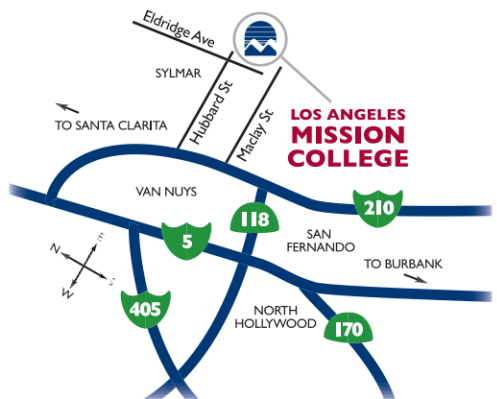 Eldridge Ave
SYLMAR
Hubbard St
Maclay St
LOS ANGELES
MISSION
COLLEGE
TO SANTA CLARITA
VAN NUYS
118
210
5
SAN
FERNANDO
TO BURBANK
N
E
W
S
405
NORTH
HOLLYWOOD
170